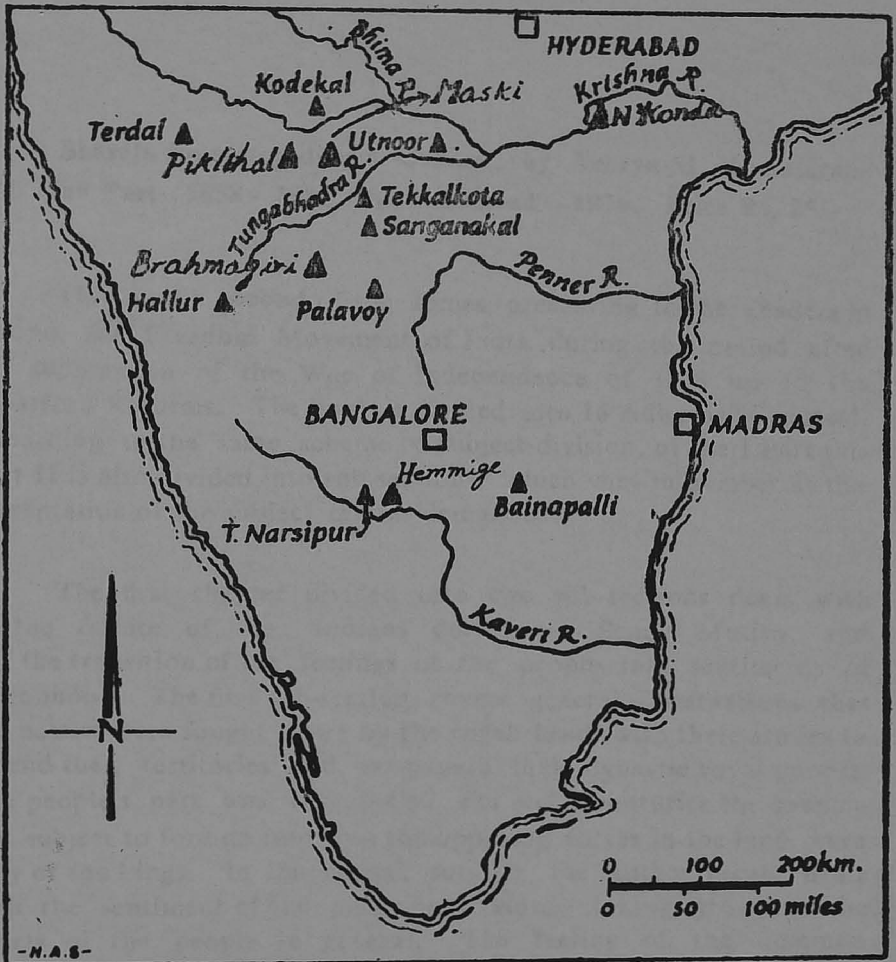 HYDERABAD
Bhima R.
Kodekal
Maski
Krishna R.
N Konda
Terdal
Utnoor
Piklihal
Tungabhadra R.
Tekkalkota
Sanganakal
Brahmagiri
Penner R.
Hallur
Palavoy
BANGALORE
MADRAS
Hemmige
Bainapalli
T. Narsipur
Kaveri R.
N
0 100 200km.
0 50 100 miles
-M.A.S-